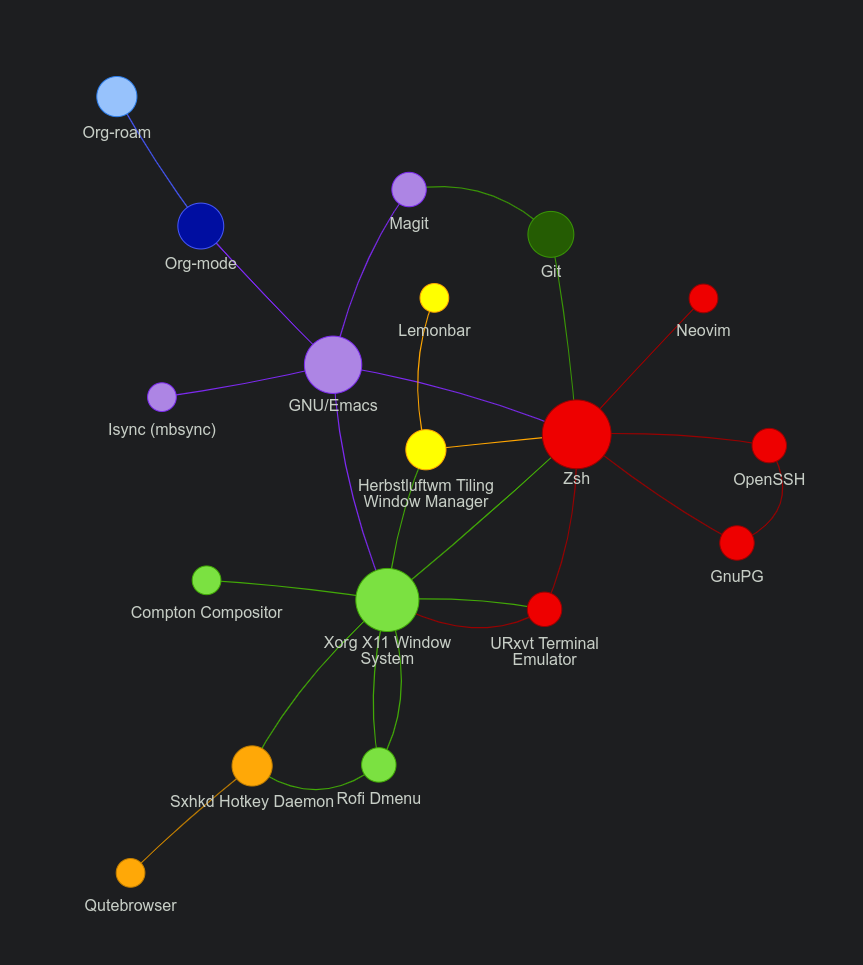 Org-roam
Magit
Org-mode
Git
Lemonbar
Neovim
GNU/Emacs
Isync (mbsync)
Zsh
OpenSSH
Herbstluftwm Tiling
Window Manager
GnuPG
Compton Compositor
Xorg X11 Window
System
URxvt Terminal
Emulator
Sxhkd Hotkey Daemon
Rofi Dmenu
Qutebrowser